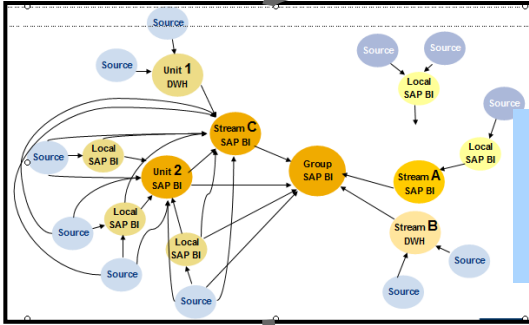 Source
Source
Source
Source
Unit 1
DWH
Local
SAP BI
Source
Stream C
SAP BI
Source
Local
SAP BI
Local
SAP BI
Unit 2
SAP BI
Group
SAP BI
Stream A
SAP BI
Local
SAP BI
Source
Stream B
DWH
Local
SAP BI
Source
Source
Source
Source